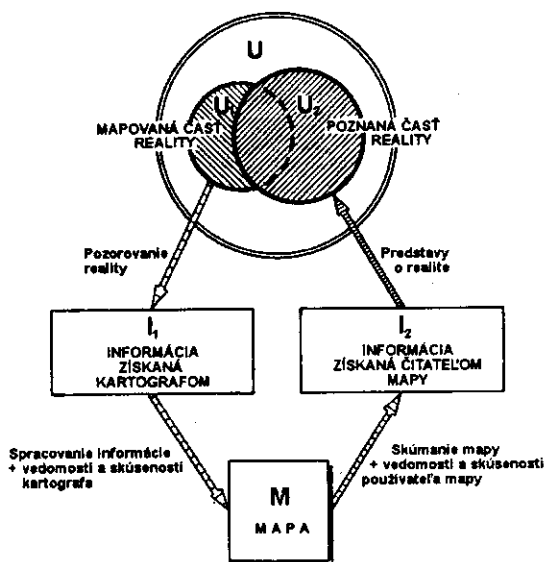 U
U₁
U₂
MAPOVANÁ ČASŤ
REALITY
POZNANÁ ČASŤ
REALITY
Pozorovanie
reality
Predstavy
o realite
I₁
INFORMÁCIA
ZÍSKANÁ
KARTOGRAFOM
I₂
INFORMÁCIA
ZÍSKANÁ ČITATEĽOM
MAPY
Spracovanie informácie
+ vedomosti a skúsenosti
kartografa
Skúmanie mapy
+ vedomosti a skúsenosti
používateľa mapy
M
MAPA